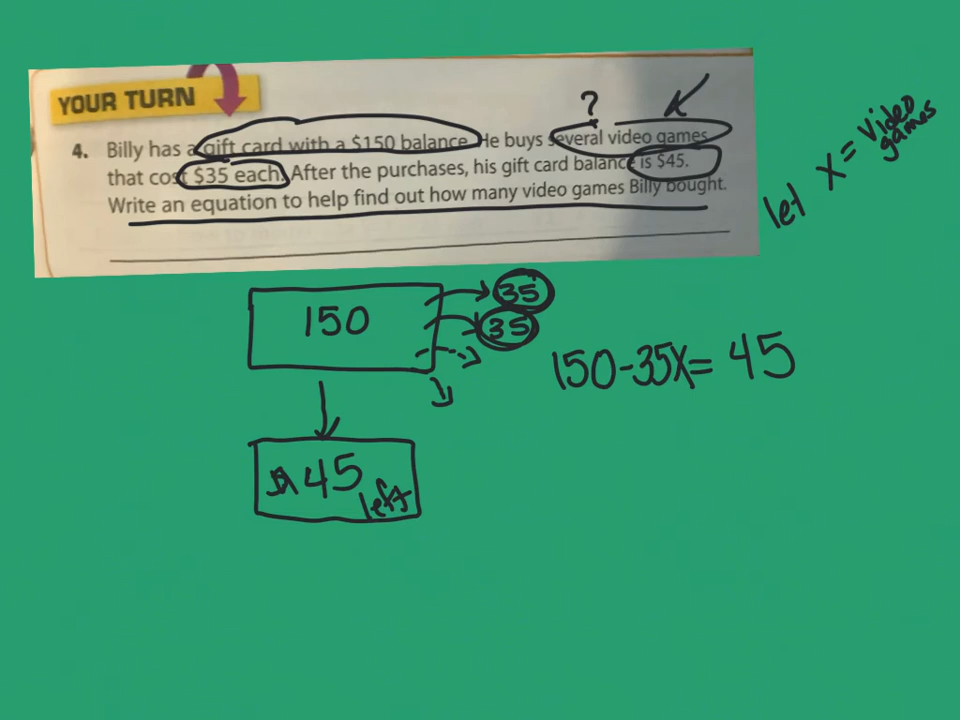 YOUR TURN
4. Billy has a gift card with a $150 balance. He buys several video games
that cost $35 each. After the purchases, his gift card balance is $45.
Write an equation to help find out how many video games Billy bought.
?
let x = video
games
150
35
35
150-35x= 45
$45
left